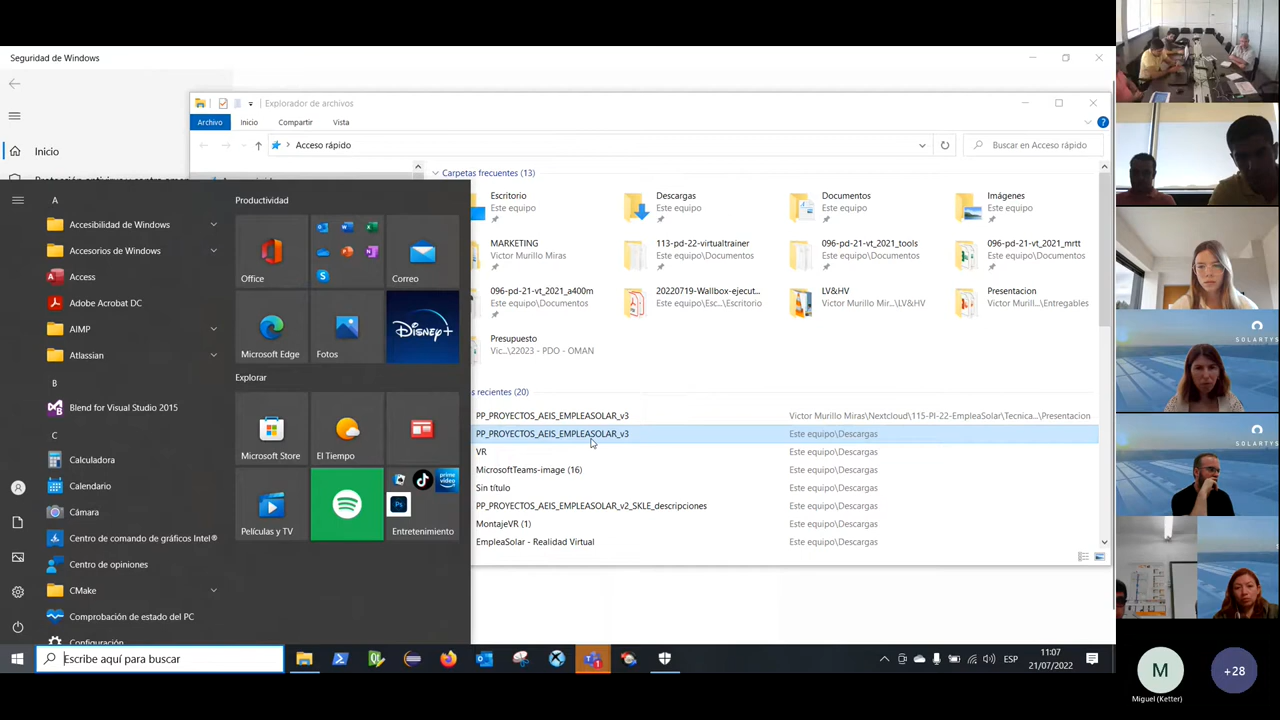 Seguridad de Windows
Explorador de archivos
Archivo
Inicio
Compartir
Vista
Acceso rápido
Buscar en Acceso rápido
Inicio
Carpetas frecuentes (13)
Escritorio
Este equipo
Descargas
Este equipo
Documentos
Este equipo
Imágenes
Este equipo
MARKETING
Victor Murillo Miras
113-pd-22-virtualtrainer
Este equipo\Documentos
096-pd-21-vt_2021_tools
Este equipo\Documentos
096-pd-21-vt_2021_mrtt
Este equipo\Documentos
096-pd-21-vt_2021_a400m
Este equipo\Documentos
20220719-Wallbox-ejecut...
Este equipo\Esc...\Escritorio
LV&HV
Victor Murillo Mir...\LV&HV
Presentacion
Victor Murill...\Entregables
Presupuesto
Vic...\22023 - PDO - OMAN
recientes (20)
PP_PROYECTOS_AEIS_EMPLEASOLAR_v3
Victor Murillo Miras\Nextcloud\115-PI-22-EmpleaSolar\Tecnica...\Presentacion
PP_PROYECTOS_AEIS_EMPLEASOLAR_v3
Este equipo\Descargas
VR
Este equipo\Descargas
MicrosoftTeams-image (16)
Este equipo\Descargas
Sin título
Este equipo\Descargas
PP_PROYECTOS_AEIS_EMPLEASOLAR_v2_SKLE_descripciones
Este equipo\Descargas
MontajeVR (1)
Este equipo\Descargas
EmpleaSolar - Realidad Virtual
Este equipo\Descargas
A
Accesibilidad de Windows
Accesorios de Windows
Access
Adobe Acrobat DC
AIMP
Atlassian
B
Blend for Visual Studio 2015
C
Calculadora
Calendario
Cámara
Centro de comando de gráficos Intel®
Centro de opiniones
CMake
Comprobación de estado del PC
Configuración
Productividad
Office
Correo
Microsoft Edge
Fotos
Disney+
Explorar
Microsoft Store
El Tiempo
Películas y TV
prime video
Ps
Entretenimiento
Escribe aquí para buscar
ESP
11:07
21/07/2022
SOLARTYS
SOLARTYS
M
Miguel (Ketter)
+28